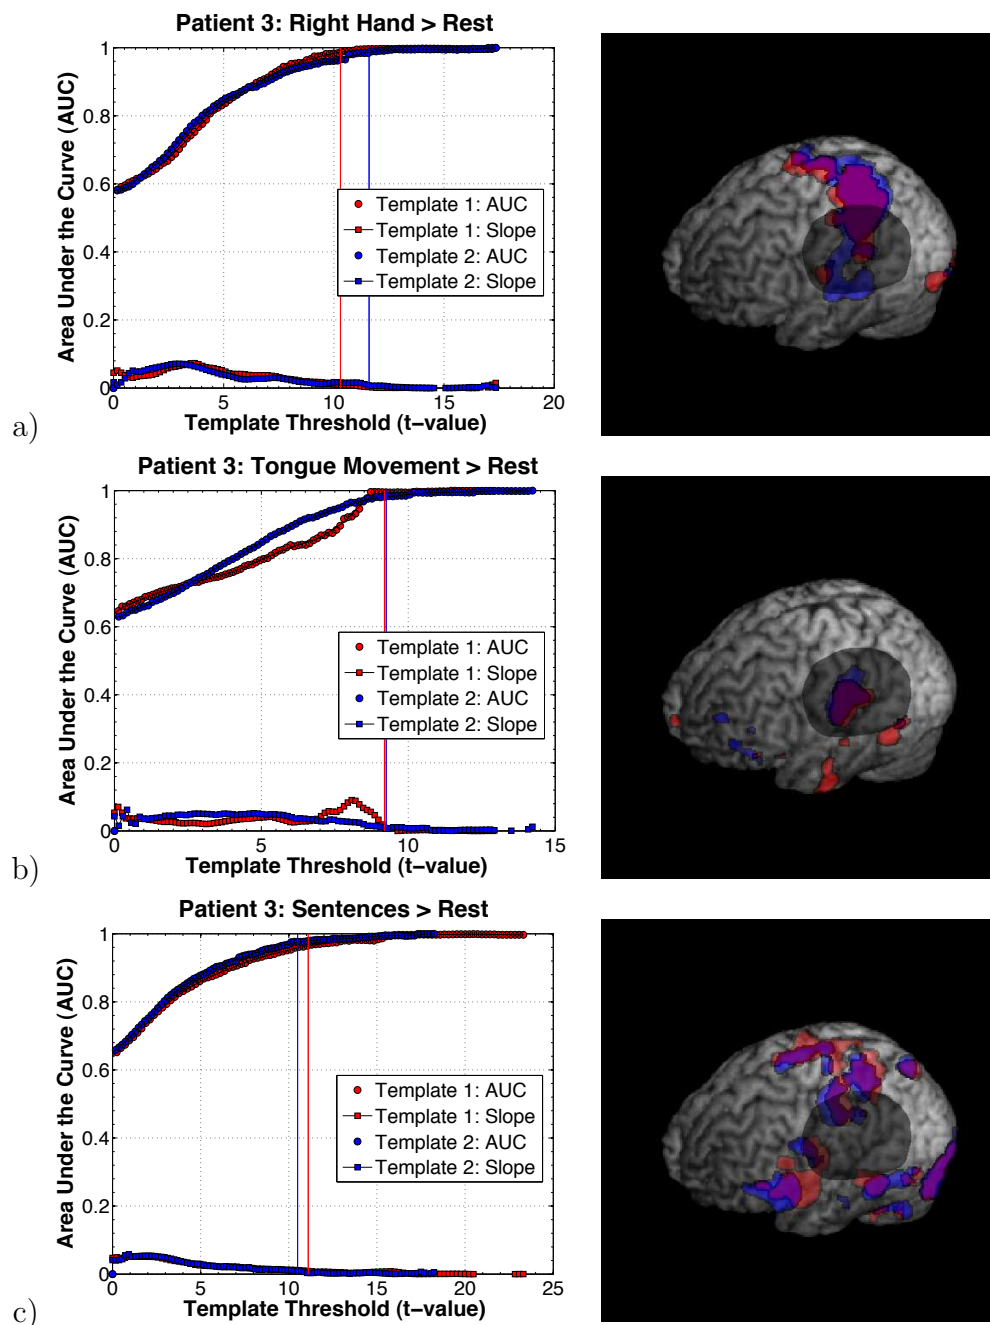 Patient 3: Right Hand > Rest
Area Under the Curve (AUC)
1
0.8
0.6
0.4
0.2
0
0 5 10 15 20
Template Threshold (t−value)
Template 1: AUC
Template 1: Slope
Template 2: AUC
Template 2: Slope
a)
Patient 3: Tongue Movement > Rest
Area Under the Curve (AUC)
1
0.8
0.6
0.4
0.2
0
0 5 10 15
Template Threshold (t−value)
Template 1: AUC
Template 1: Slope
Template 2: AUC
Template 2: Slope
b)
Patient 3: Sentences > Rest
Area Under the Curve (AUC)
1
0.8
0.6
0.4
0.2
0
0 5 10 15 20 25
Template Threshold (t−value)
Template 1: AUC
Template 1: Slope
Template 2: AUC
Template 2: Slope
c)